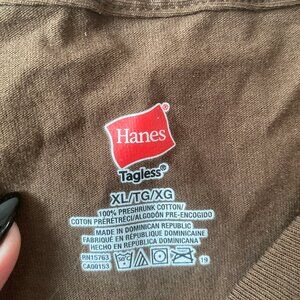 Hanes®
Tagless®
XL/TG/XG
100% PRESHRUNK COTTON/
COTON PRÉRÉTRÉCI/ALGODÓN PRE-ENCOGIDO
MADE IN DOMINICAN REPUBLIC
FABRIQUÉ EN RÉPUBLIQUE DOMINICAINE
HECHO EN REPÚBLICA DOMINICANA
RN15763
CA00153
19